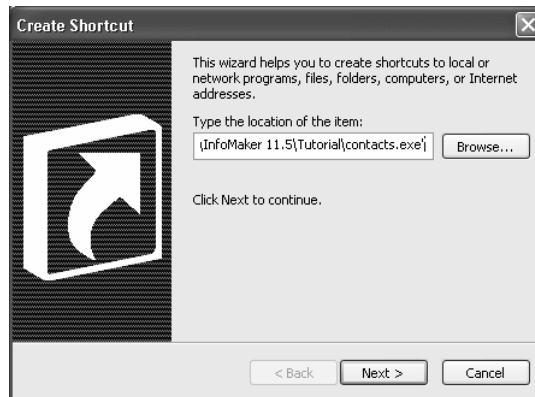 Create Shortcut
This wizard helps you to create shortcuts to local or
network programs, files, folders, computers, or Internet
addresses.
Type the location of the item:
\InfoMaker 11.5\Tutorial\contacts.exe"
Browse...
Click Next to continue.
< Back
Next >
Cancel